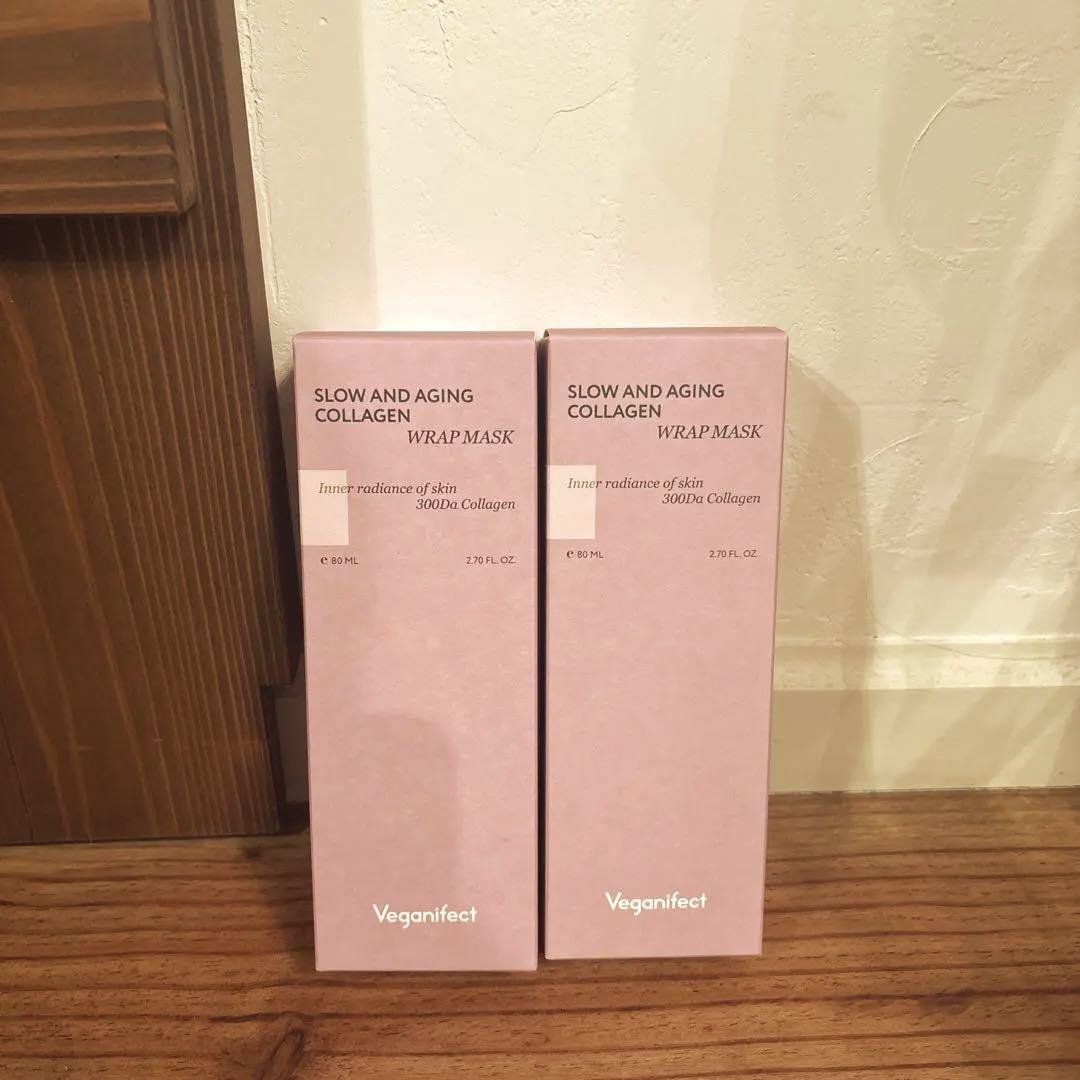 SLOW AND AGING
COLLAGEN
WRAP MASK
Inner radiance of skin
300Da Collagen
e 80 ML 2.70 FL. OZ.
Veganifect
SLOW AND AGING
COLLAGEN
WRAP MASK
Inner radiance of skin
300Da Collagen
e 80 ML 2.70 FL. OZ.
Veganifect